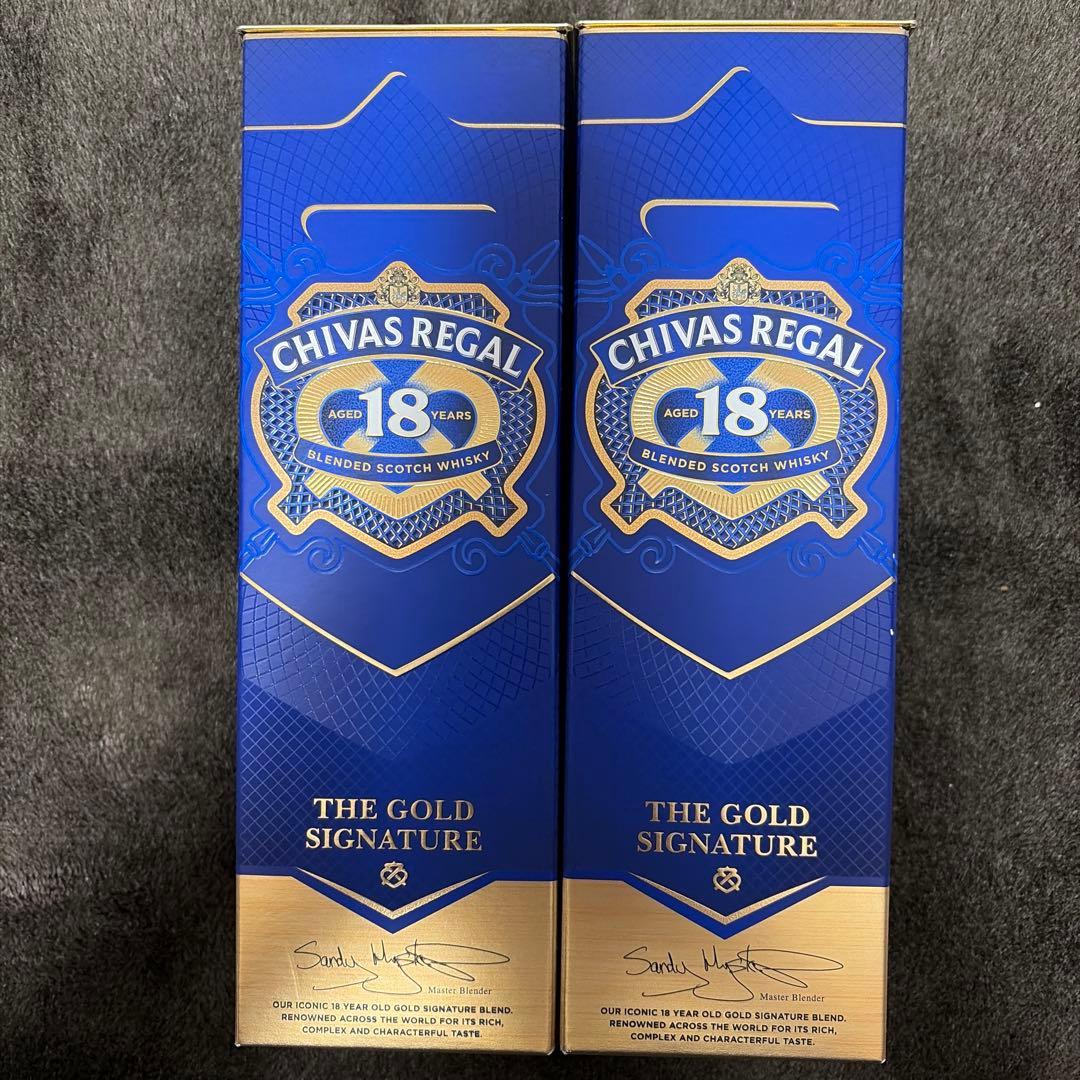 CHIVAS REGAL
AGED 18 YEARS
BLENDED SCOTCH WHISKY
THE GOLD
SIGNATURE
Sandy
Master Blender
OUR ICONIC 18 YEAR OLD GOLD SIGNATURE BLEND.
RENOWNED ACROSS THE WORLD FOR ITS RICH,
COMPLEX AND CHARACTERFUL TASTE.
CHIVAS REGAL
AGED 18 YEARS
BLENDED SCOTCH WHISKY
THE GOLD
SIGNATURE
Sandy
Master Blender
OUR ICONIC 18 YEAR OLD GOLD SIGNATURE BLEND.
RENOWNED ACROSS THE WORLD FOR ITS RICH,
COMPLEX AND CHARACTERFUL TASTE.